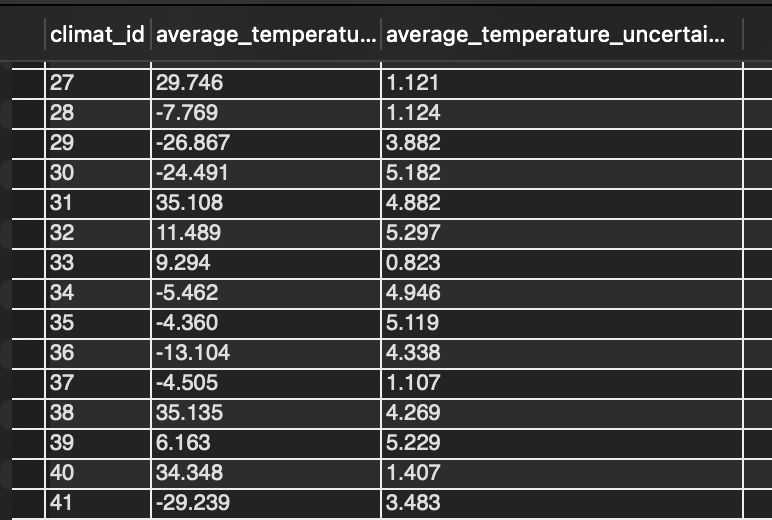 climat_id average_temperatu... average_temperature_uncertai...
27 29.746 1.121
28 -7.769 1.124
29 -26.867 3.882
30 -24.491 5.182
31 35.108 4.882
32 11.489 5.297
33 9.294 0.823
34 -5.462 4.946
35 -4.360 5.119
36 -13.104 4.338
37 -4.505 1.107
38 35.135 4.269
39 6.163 5.229
40 34.348 1.407
41 -29.239 3.483